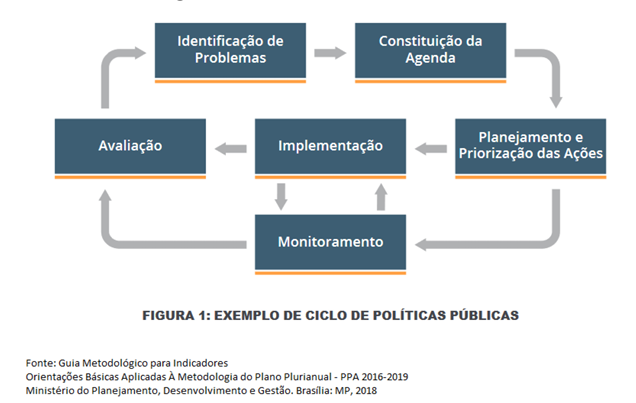 Identificação de
Problemas
Constituição da
Agenda
Avaliação
Implementação
Planejamento e
Priorização das Ações
Monitoramento
FIGURA 1: EXEMPLO DE CICLO DE POLÍTICAS PÚBLICAS
Fonte: Guia Metodológico para Indicadores
Orientações Básicas Aplicadas À Metodologia do Plano Plurianual - PPA 2016-2019
Ministério do Planejamento, Desenvolvimento e Gestão. Brasília: MP, 2018